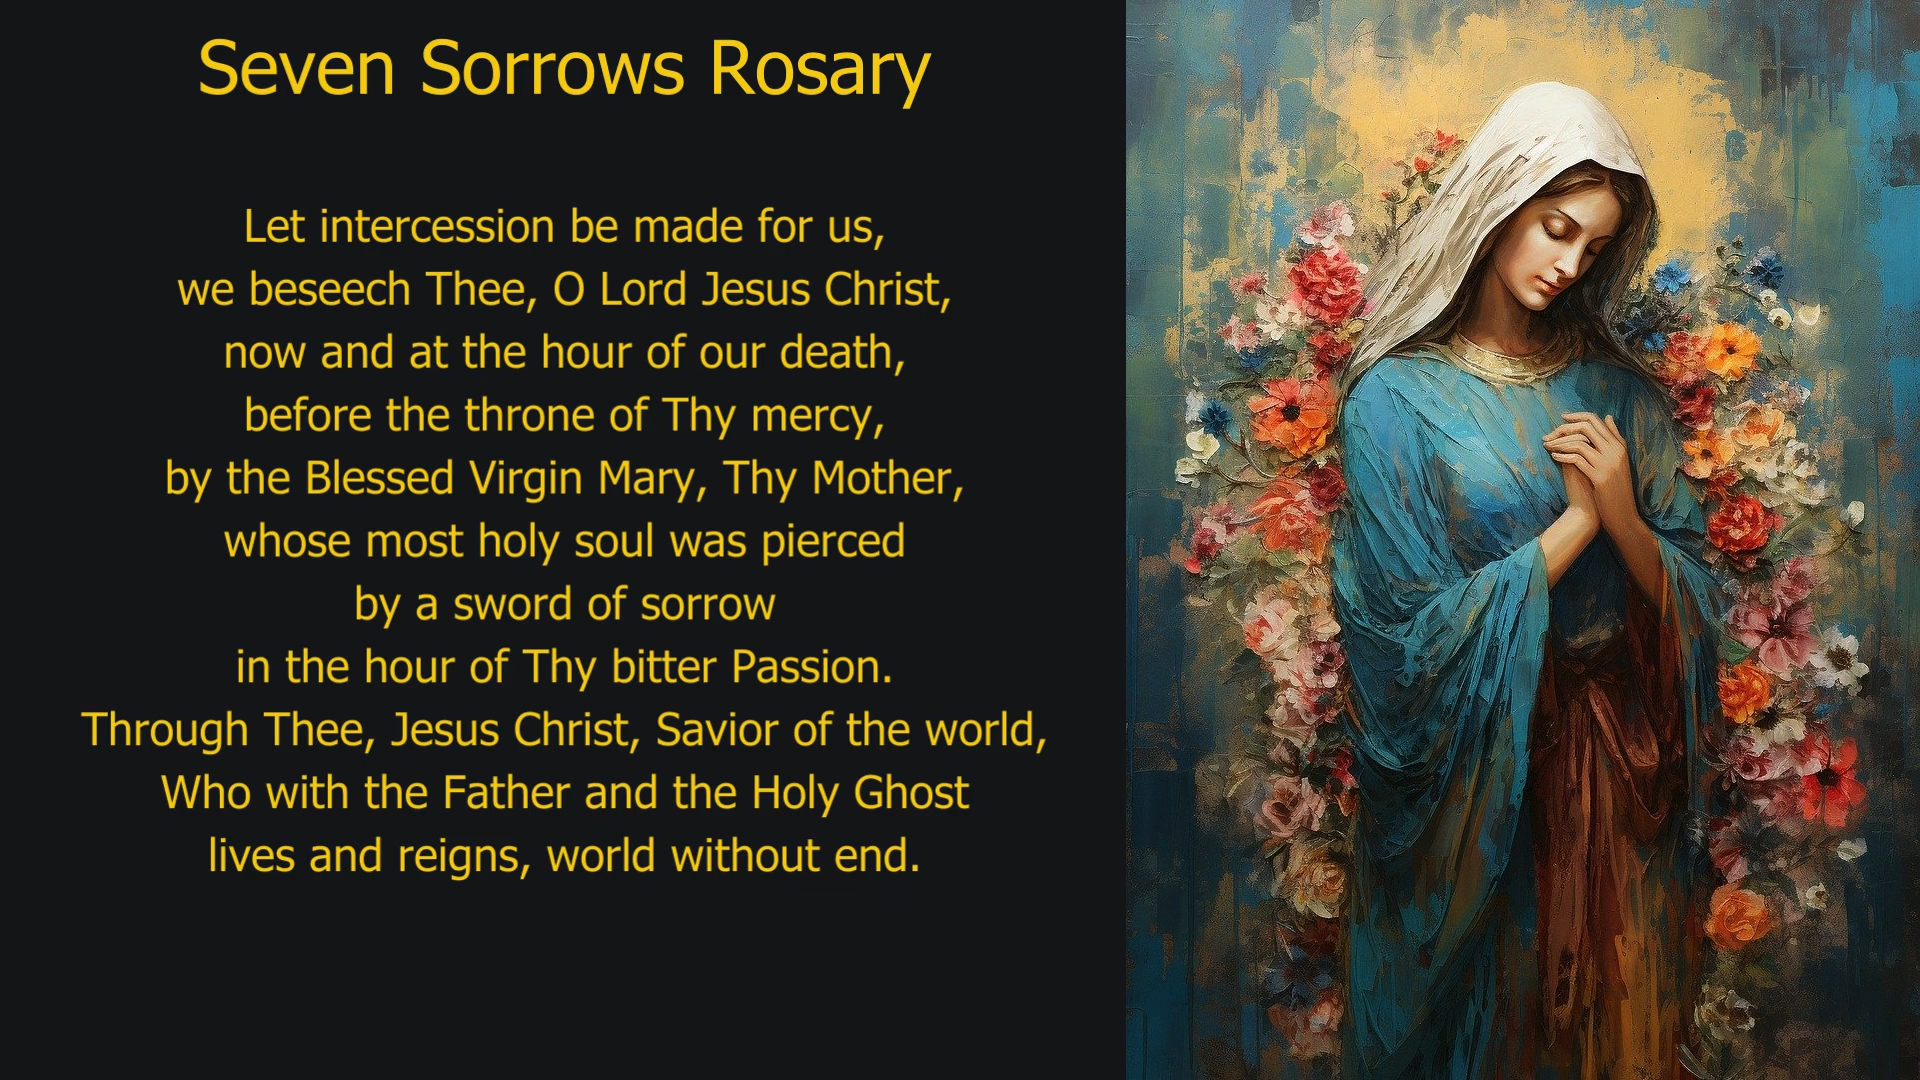 Seven Sorrows Rosary
Let intercession be made for us,
we beseech Thee, O Lord Jesus Christ,
now and at the hour of our death,
before the throne of Thy mercy,
by the Blessed Virgin Mary, Thy Mother,
whose most holy soul was pierced
by a sword of sorrow
in the hour of Thy bitter Passion.
Through Thee, Jesus Christ, Savior of the world,
Who with the Father and the Holy Ghost
lives and reigns, world without end.